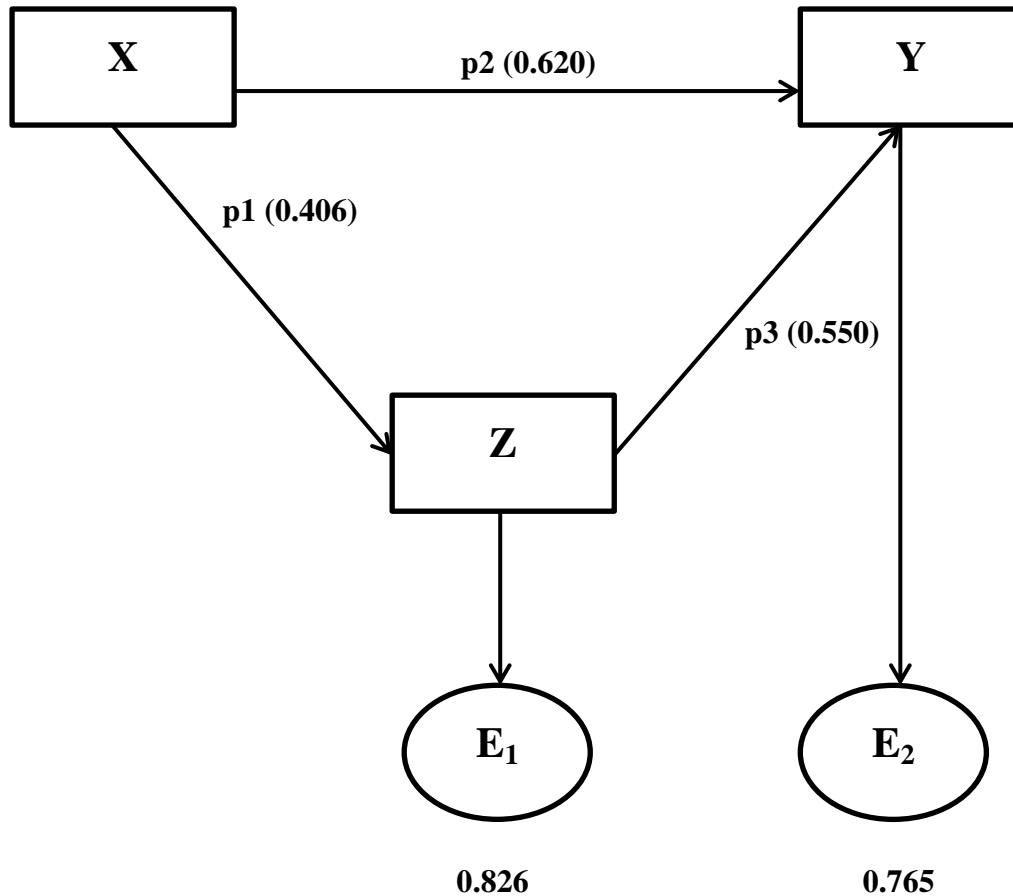 X
p2 (0.620)
Y
p1 (0.406)
p3 (0.550)
Z
E₁
E₂
0.826
0.765